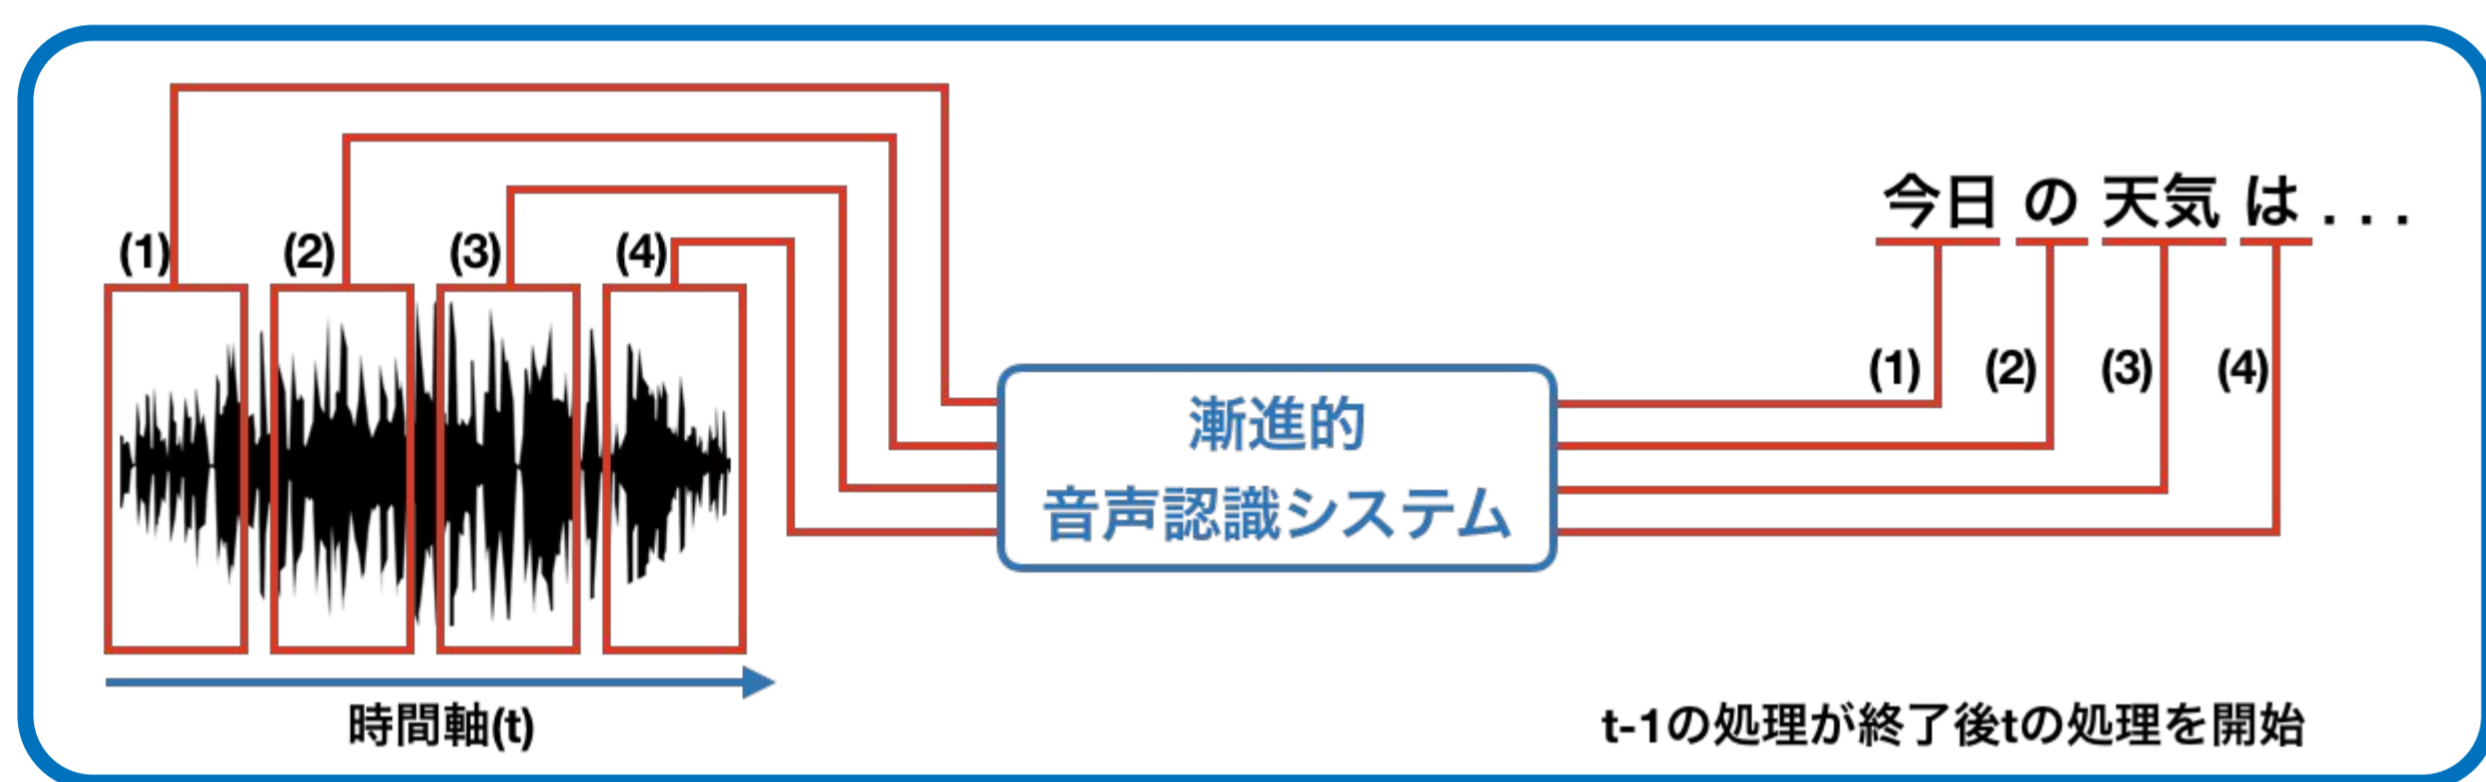 (1)
(2)
(3)
(4)
時間軸(t)
漸進的
音声認識システム
今日 の 天気 は . . .
(1)
(2)
(3)
(4)
t-1の処理が終了後tの処理を開始